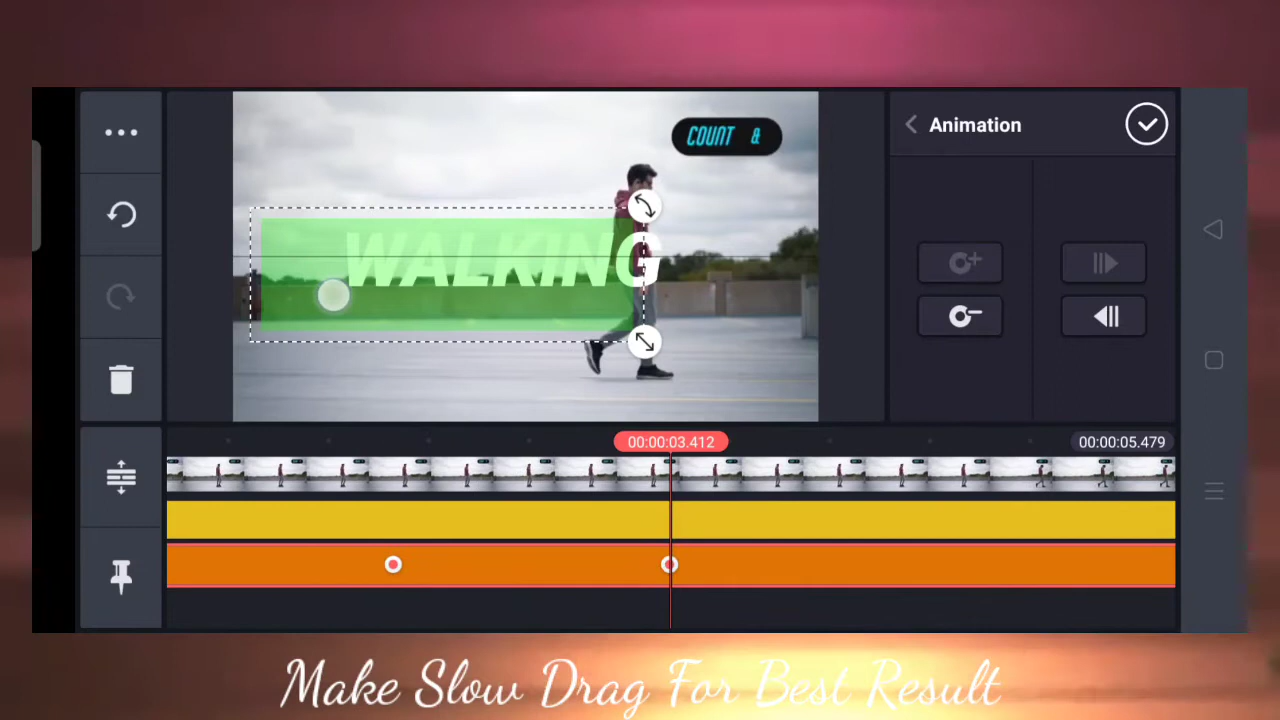 COUNT &
Animation
WALKING
00:00:03.412
00:00:05.479
Make Slow Drag For Best Result